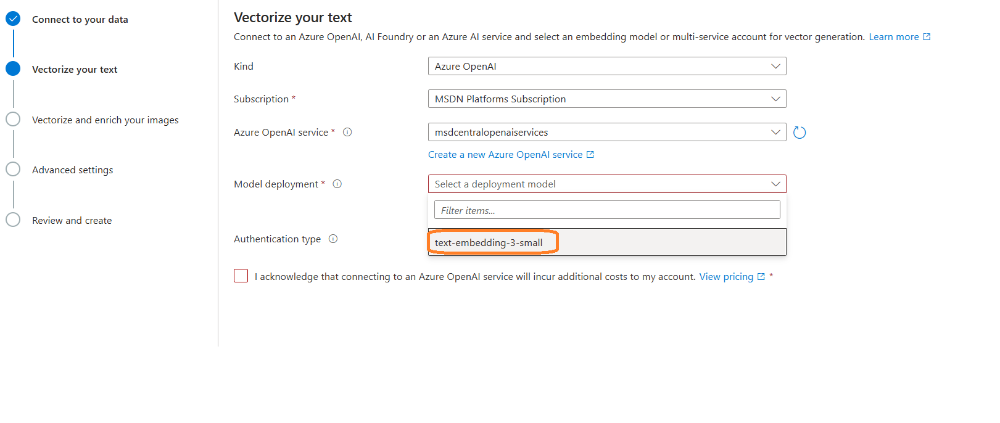 Connect to your data
Vectorize your text
Vectorize and enrich your images
Advanced settings
Review and create
Vectorize your text
Connect to an Azure OpenAI, AI Foundry or an Azure AI service and select an embedding model or multi-service account for vector generation. Learn more
Kind
Azure OpenAI
Subscription *
MSDN Platforms Subscription
Azure OpenAI service *
msdcentralopenaiservices
Create a new Azure OpenAI service
Model deployment *
Select a deployment model
Filter items...
Authentication type
text-embedding-3-small
I acknowledge that connecting to an Azure OpenAI service will incur additional costs to my account. View pricing *